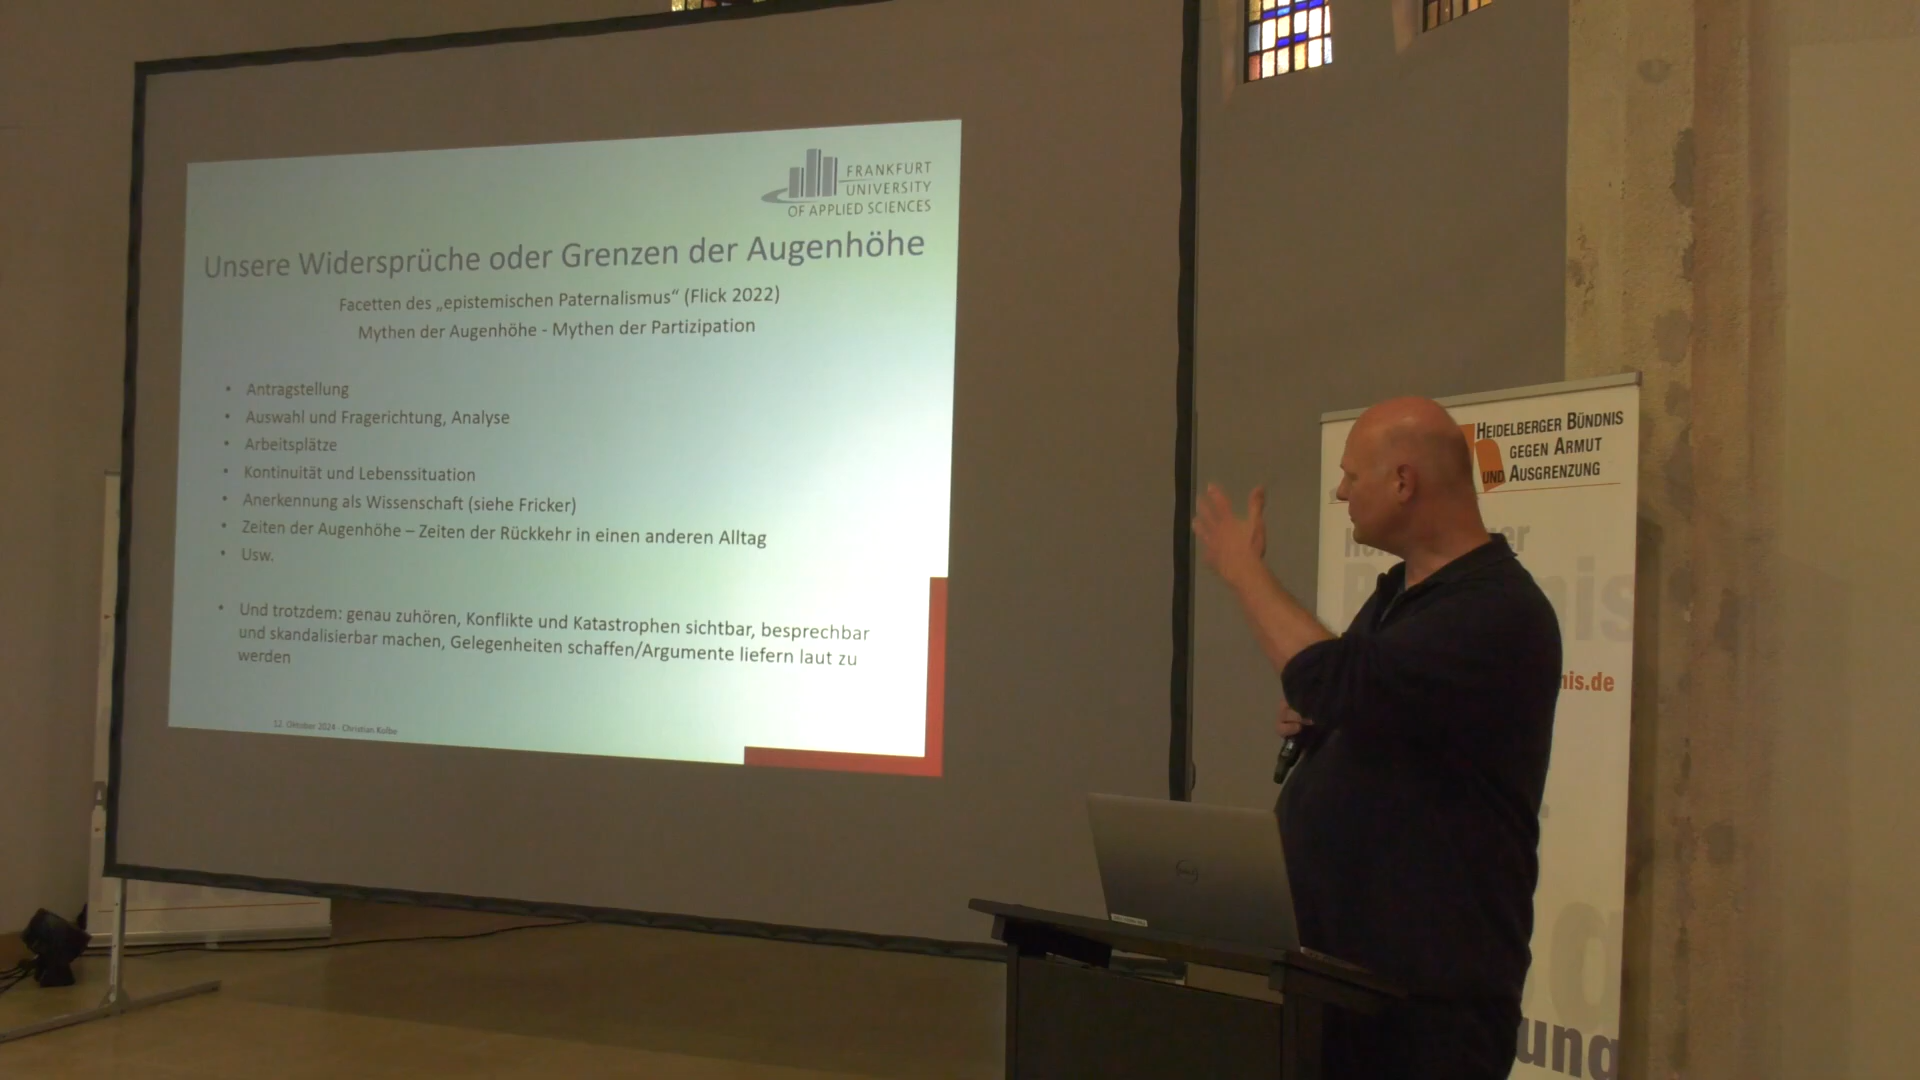 FRANKFURT
UNIVERSITY
OF APPLIED SCIENCES
Unsere Widersprüche oder Grenzen der Augenhöhe
Facetten des „epistemischen Paternalismus“ (Flick 2022)
Mythen der Augenhöhe - Mythen der Partizipation
• Antragstellung
• Auswahl und Fragerichtung, Analyse
• Arbeitsplätze
• Kontinuität und Lebenssituation
• Anerkennung als Wissenschaft (siehe Fricker)
• Zeiten der Augenhöhe – Zeiten der Rückkehr in einen anderen Alltag
• Usw.
• Und trotzdem: genau zuhören, Konflikte und Katastrophen sichtbar, besprechbar
und skandalisierbar machen, Gelegenheiten schaffen/Argumente liefern laut zu
werden
12. Oktober 2024 · Christian Kolbe
HEIDELBERGER BÜNDNIS
GEGEN ARMUT
UND AUSGRENZUNG
nis.de
ung
DELL